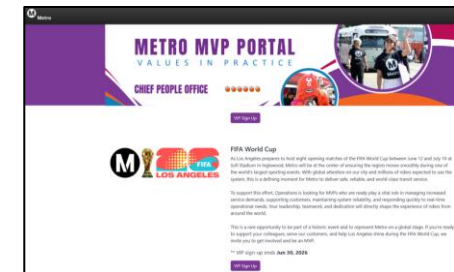 M Metro
METRO MVP PORTAL
VALUES IN PRACTICE
CHIEF PEOPLE OFFICE
VIP Sign Up
M 26 FIFA
LOS ANGELES
FIFA World Cup
As Los Angeles prepares to host eight opening matches of the FIFA World Cup between June 12 and July 10 at
SoFi Stadium in Inglewood, Metro will be at the center of ensuring the region moves smoothly during one of
the world's largest sporting events. With global attention on our city and millions of riders expected to use the
system, this is a defining moment for Metro to deliver safe, reliable, and world-class transit service.
To support this effort, Operations is looking for MVPs who are ready play a vital role in managing increased
service demands, supporting customers, maintaining system reliability, and responding quickly to real-time
operational needs. Your leadership, teamwork, and dedication will directly shape the experience of riders from
around the world.
This is a rare opportunity to be part of a historic event and to represent Metro on a global stage. If you're ready
to support your colleagues, serve our customers, and help Los Angeles shine during the FIFA World Cup, we
invite you to get involved and be an MVP.
** VIP sign-up ends Jun 30, 2026
VIP Sign Up